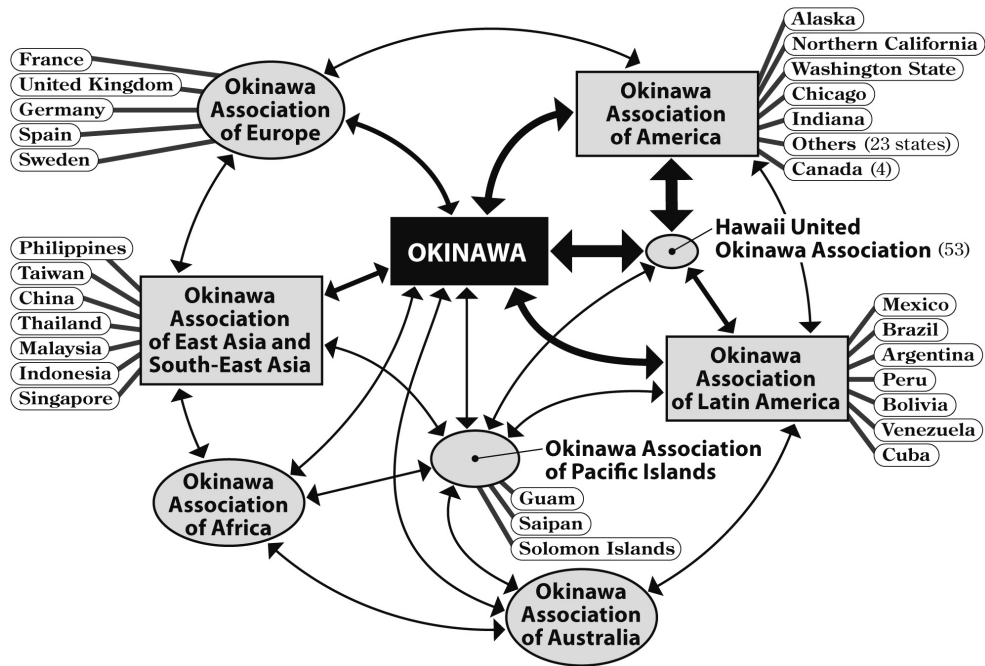 France
United Kingdom
Germany
Spain
Sweden
Okinawa
Association
of Europe
Okinawa
Association
of America
Alaska
Northern California
Washington State
Chicago
Indiana
Others (23 states)
Canada (4)
OKINAWA
Hawaii United
Okinawa Association (53)
Philippines
Taiwan
China
Thailand
Malaysia
Indonesia
Singapore
Okinawa
Association
of East Asia and
South-East Asia
Okinawa
Association
of Latin America
Mexico
Brazil
Argentina
Peru
Bolivia
Venezuela
Cuba
Okinawa Association
of Pacific Islands
Guam
Saipan
Solomon Islands
Okinawa
Association
of Africa
Okinawa
Association
of Australia